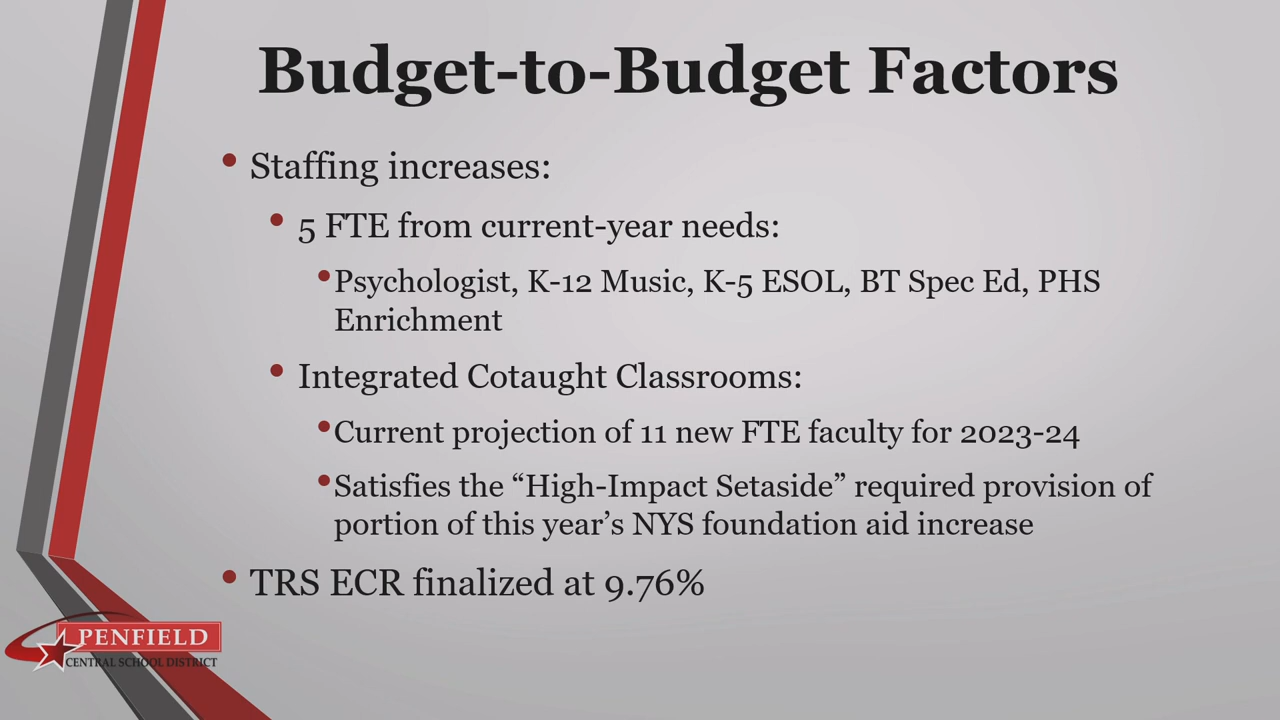 Budget-to-Budget Factors
• Staffing increases:
• 5 FTE from current-year needs:
• Psychologist, K-12 Music, K-5 ESOL, BT Spec Ed, PHS
Enrichment
• Integrated Cotaught Classrooms:
• Current projection of 11 new FTE faculty for 2023-24
• Satisfies the “High-Impact Setaside” required provision of
portion of this year’s NYS foundation aid increase
• TRS ECR finalized at 9.76%
PENFIELD
CENTRAL SCHOOL DISTRICT